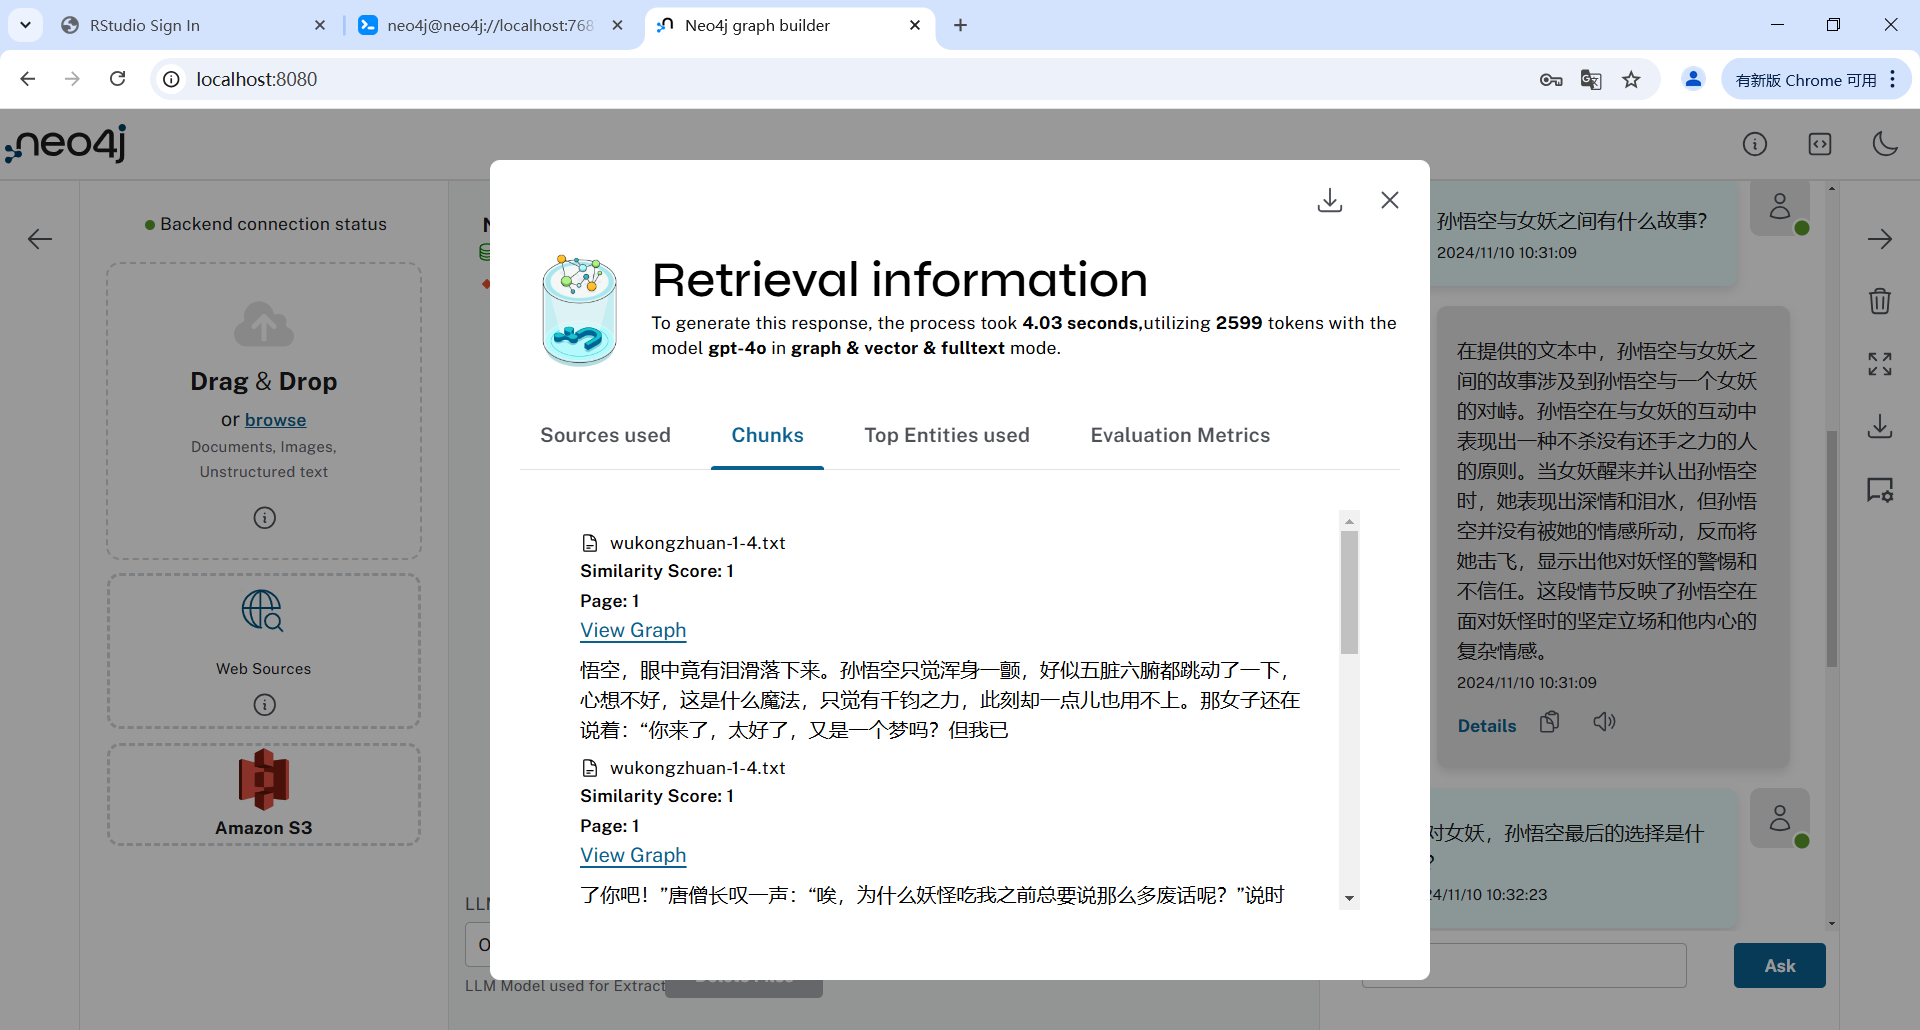 RStudio Sign In
neo4j@neo4j://localhost:768
Neo4j graph builder
localhost:8080
有新版 Chrome 可用
neo4j
Backend connection status
Drag & Drop
or browse
Documents, Images,
Unstructured text
Web Sources
Amazon S3
N
LLM
O
LLM Model used for Extract
Retrieval information
To generate this response, the process took 4.03 seconds,utilizing 2599 tokens with the
model gpt-4o in graph & vector & fulltext mode.
Sources used
Chunks
Top Entities used
Evaluation Metrics
wukongzhuan-1-4.txt
Similarity Score: 1
Page: 1
View Graph
悟空，眼中竟有泪滑落下来。孙悟空只觉浑身一颤，好似五脏六腑都跳动了一下，
心想不好，这是什么魔法，只觉有千钧之力，此刻却一点儿也用不上。那女子还在
说着：“你来了，太好了，又是一个梦吗？但我已
wukongzhuan-1-4.txt
Similarity Score: 1
Page: 1
View Graph
了你吧！”唐僧长叹一声：“唉，为什么妖怪吃我之前总要说那么多废话呢？”说时
孙悟空与女妖之间有什么故事?
2024/11/10 10:31:09
在提供的文本中，孙悟空与女妖之
间的故事涉及到孙悟空与一个女妖
的对峙。孙悟空在与女妖的互动中
表现出一种不杀没有还手之力的人
的原则。当女妖醒来并认出孙悟空
时，她表现出深情和泪水，但孙悟
空并没有被她的情感所动，反而将
她击飞，显示出他对妖怪的警惕和
不信任。这段情节反映了孙悟空在
面对妖怪时的坚定立场和他内心的
复杂情感。
2024/11/10 10:31:09
Details
对女妖，孙悟空最后的选择是什
?
24/11/10 10:32:23
Ask